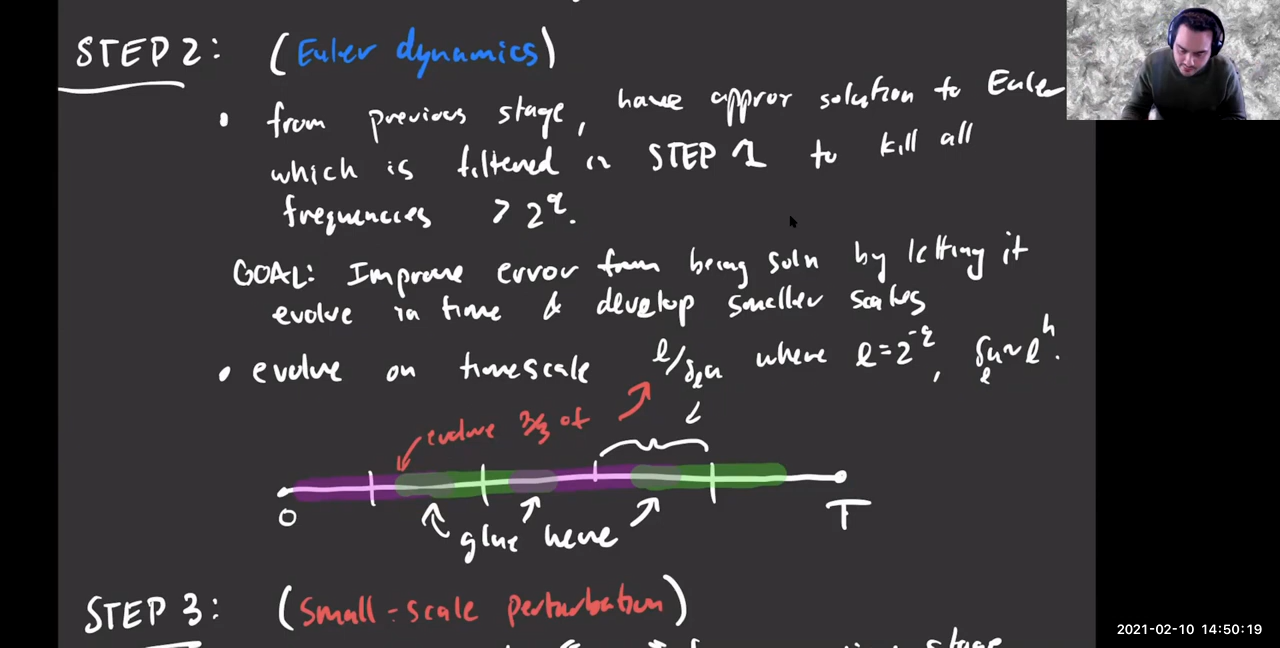 STEP 2: (Euler dynamics)
• from previous stage, have approx solution to Euler
which is filtered in STEP 1 to kill all
frequencies > 2^q.
GOAL: Improve error from being soln by letting it
evolve in time & develop smaller scales
• evolve on timescale ℓ/δ_ℓu where ℓ=2^-q, δ_ℓu~ℓ^h.
evolve 2/3 of
0
T
glue here
STEP 3: (Small-scale perturbation)
stage
2021-02-10 14:50:19